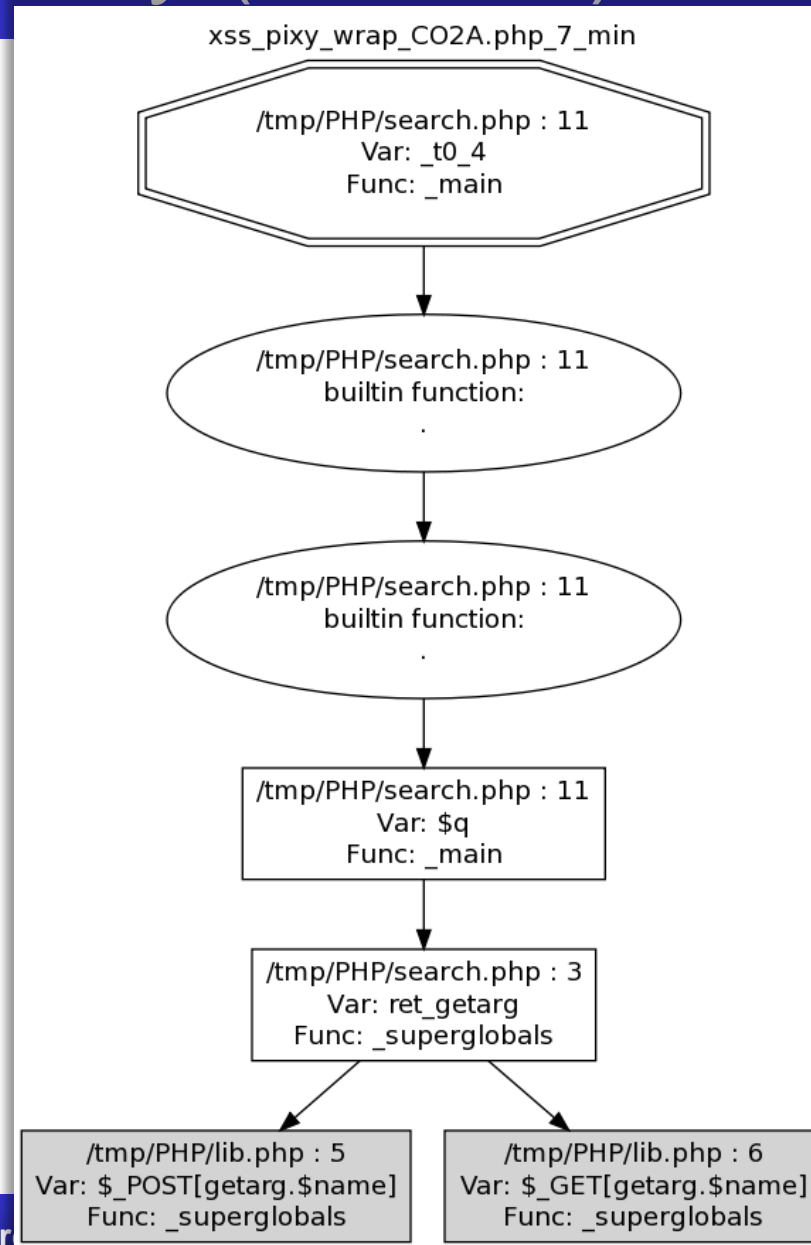 xss_pixy_wrap_CO2A.php_7_min
/tmp/PHP/search.php : 11
Var: _t0_4
Func: _main
/tmp/PHP/search.php : 11
builtin function:
.
/tmp/PHP/search.php : 11
builtin function:
.
/tmp/PHP/search.php : 11
Var: $q
Func: _main
/tmp/PHP/search.php : 3
Var: ret_getarg
Func: _superglobals
/tmp/PHP/lib.php : 5
Var: $_POST[getarg.$name]
Func: _superglobals
/tmp/PHP/lib.php : 6
Var: $_GET[getarg.$name]
Func: _superglobals